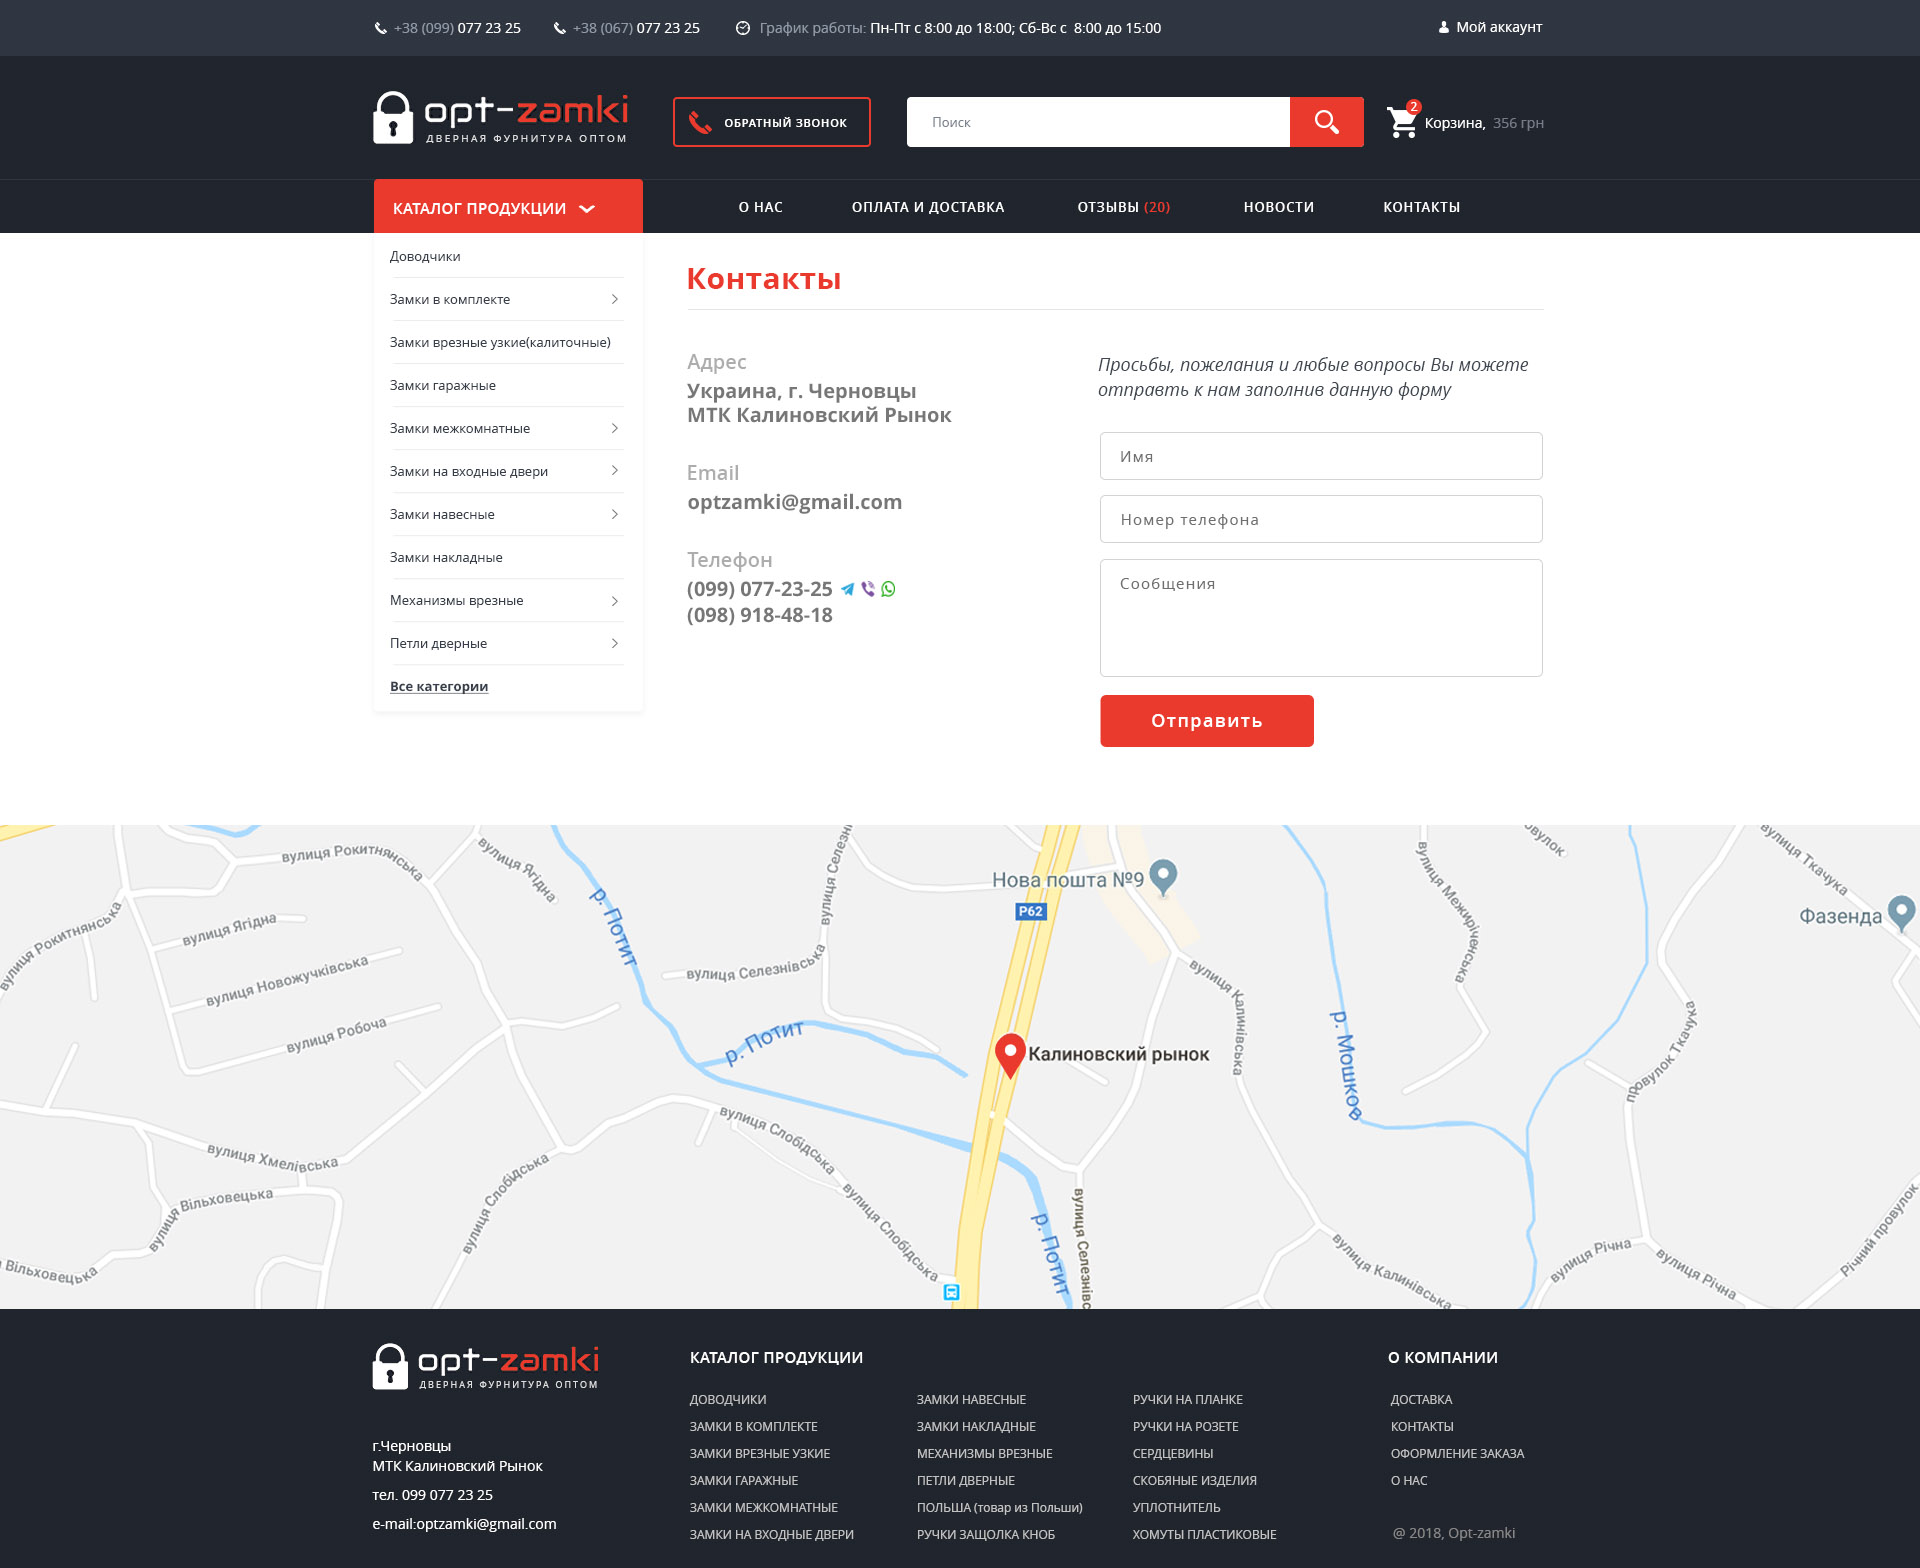 +38 (099) 077 23 25
+38 (067) 077 23 25
График работы: Пн-Пт с 8:00 до 18:00; Сб-Вс с 8:00 до 15:00
Мой аккаунт
opt-zamki
ДВЕРНАЯ ФУРНИТУРА ОПТОМ
ОБРАТНЫЙ ЗВОНОК
Поиск
2
Корзина, 356 грн
КАТАЛОГ ПРОДУКЦИИ
О НАС
ОПЛАТА И ДОСТАВКА
ОТЗЫВЫ (20)
НОВОСТИ
КОНТАКТЫ
Доводчики
Замки в комплекте
Замки врезные узкие(калиточные)
Замки гаражные
Замки межкомнатные
Замки на входные двери
Замки навесные
Замки накладные
Механизмы врезные
Петли дверные
Все категории
Контакты
Адрес
Украина, г. Черновцы
МТК Калиновский Рынок
Email
optzamki@gmail.com
Телефон
(099) 077-23-25
(098) 918-48-18
Просьбы, пожелания и любые вопросы Вы можете
отправть к нам заполнив данную форму
Имя
Номер телефона
Сообщения
Отправить
вулиця Рокитнянська
вулиця Ягідна
вулиця Селезні
Нова пошта №9
P62
вулиця Межиріченська
ровулок
вулиця Ткачука
Фазенда
вулиця Рокитнянська
вулиця Ягідна
вулиця Новожучківська
вулиця Робоча
р. Потит
вулиця Селезнівська
р. Потит
вулиця Калинівська
Калиновский рынок
р. Мошков
провулок Ткачука
вулиця Хмелівська
вулиця Вільховецька
Вільховецька
вулиця Слобідська
вулиця Слобідська
вулиця Слобідська
р. Потит
вулиця Селезнівс
вулиця Калинівська
вулиця Річна
вулиця Річна
Річний провулок
opt-zamki
ДВЕРНАЯ ФУРНИТУРА ОПТОМ
г.Черновцы
МТК Калиновский Рынок
тел. 099 077 23 25
e-mail:optzamki@gmail.com
КАТАЛОГ ПРОДУКЦИИ
ДОВОДЧИКИ
ЗАМКИ В КОМПЛЕКТЕ
ЗАМКИ ВРЕЗНЫЕ УЗКИЕ
ЗАМКИ ГАРАЖНЫЕ
ЗАМКИ МЕЖКОМНАТНЫЕ
ЗАМКИ НА ВХОДНЫЕ ДВЕРИ
ЗАМКИ НАВЕСНЫЕ
ЗАМКИ НАКЛАДНЫЕ
МЕХАНИЗМЫ ВРЕЗНЫЕ
ПЕТЛИ ДВЕРНЫЕ
ПОЛЬША (товар из Польши)
РУЧКИ ЗАЩОЛКА КНОБ
РУЧКИ НА ПЛАНКЕ
РУЧКИ НА РОЗЕТЕ
СЕРДЦЕВИНЫ
СКОБЯНЫЕ ИЗДЕЛИЯ
УПЛОТНИТЕЛЬ
ХОМУТЫ ПЛАСТИКОВЫЕ
О КОМПАНИИ
ДОСТАВКА
КОНТАКТЫ
ОФОРМЛЕНИЕ ЗАКАЗА
О НАС
@ 2018, Opt-zamki